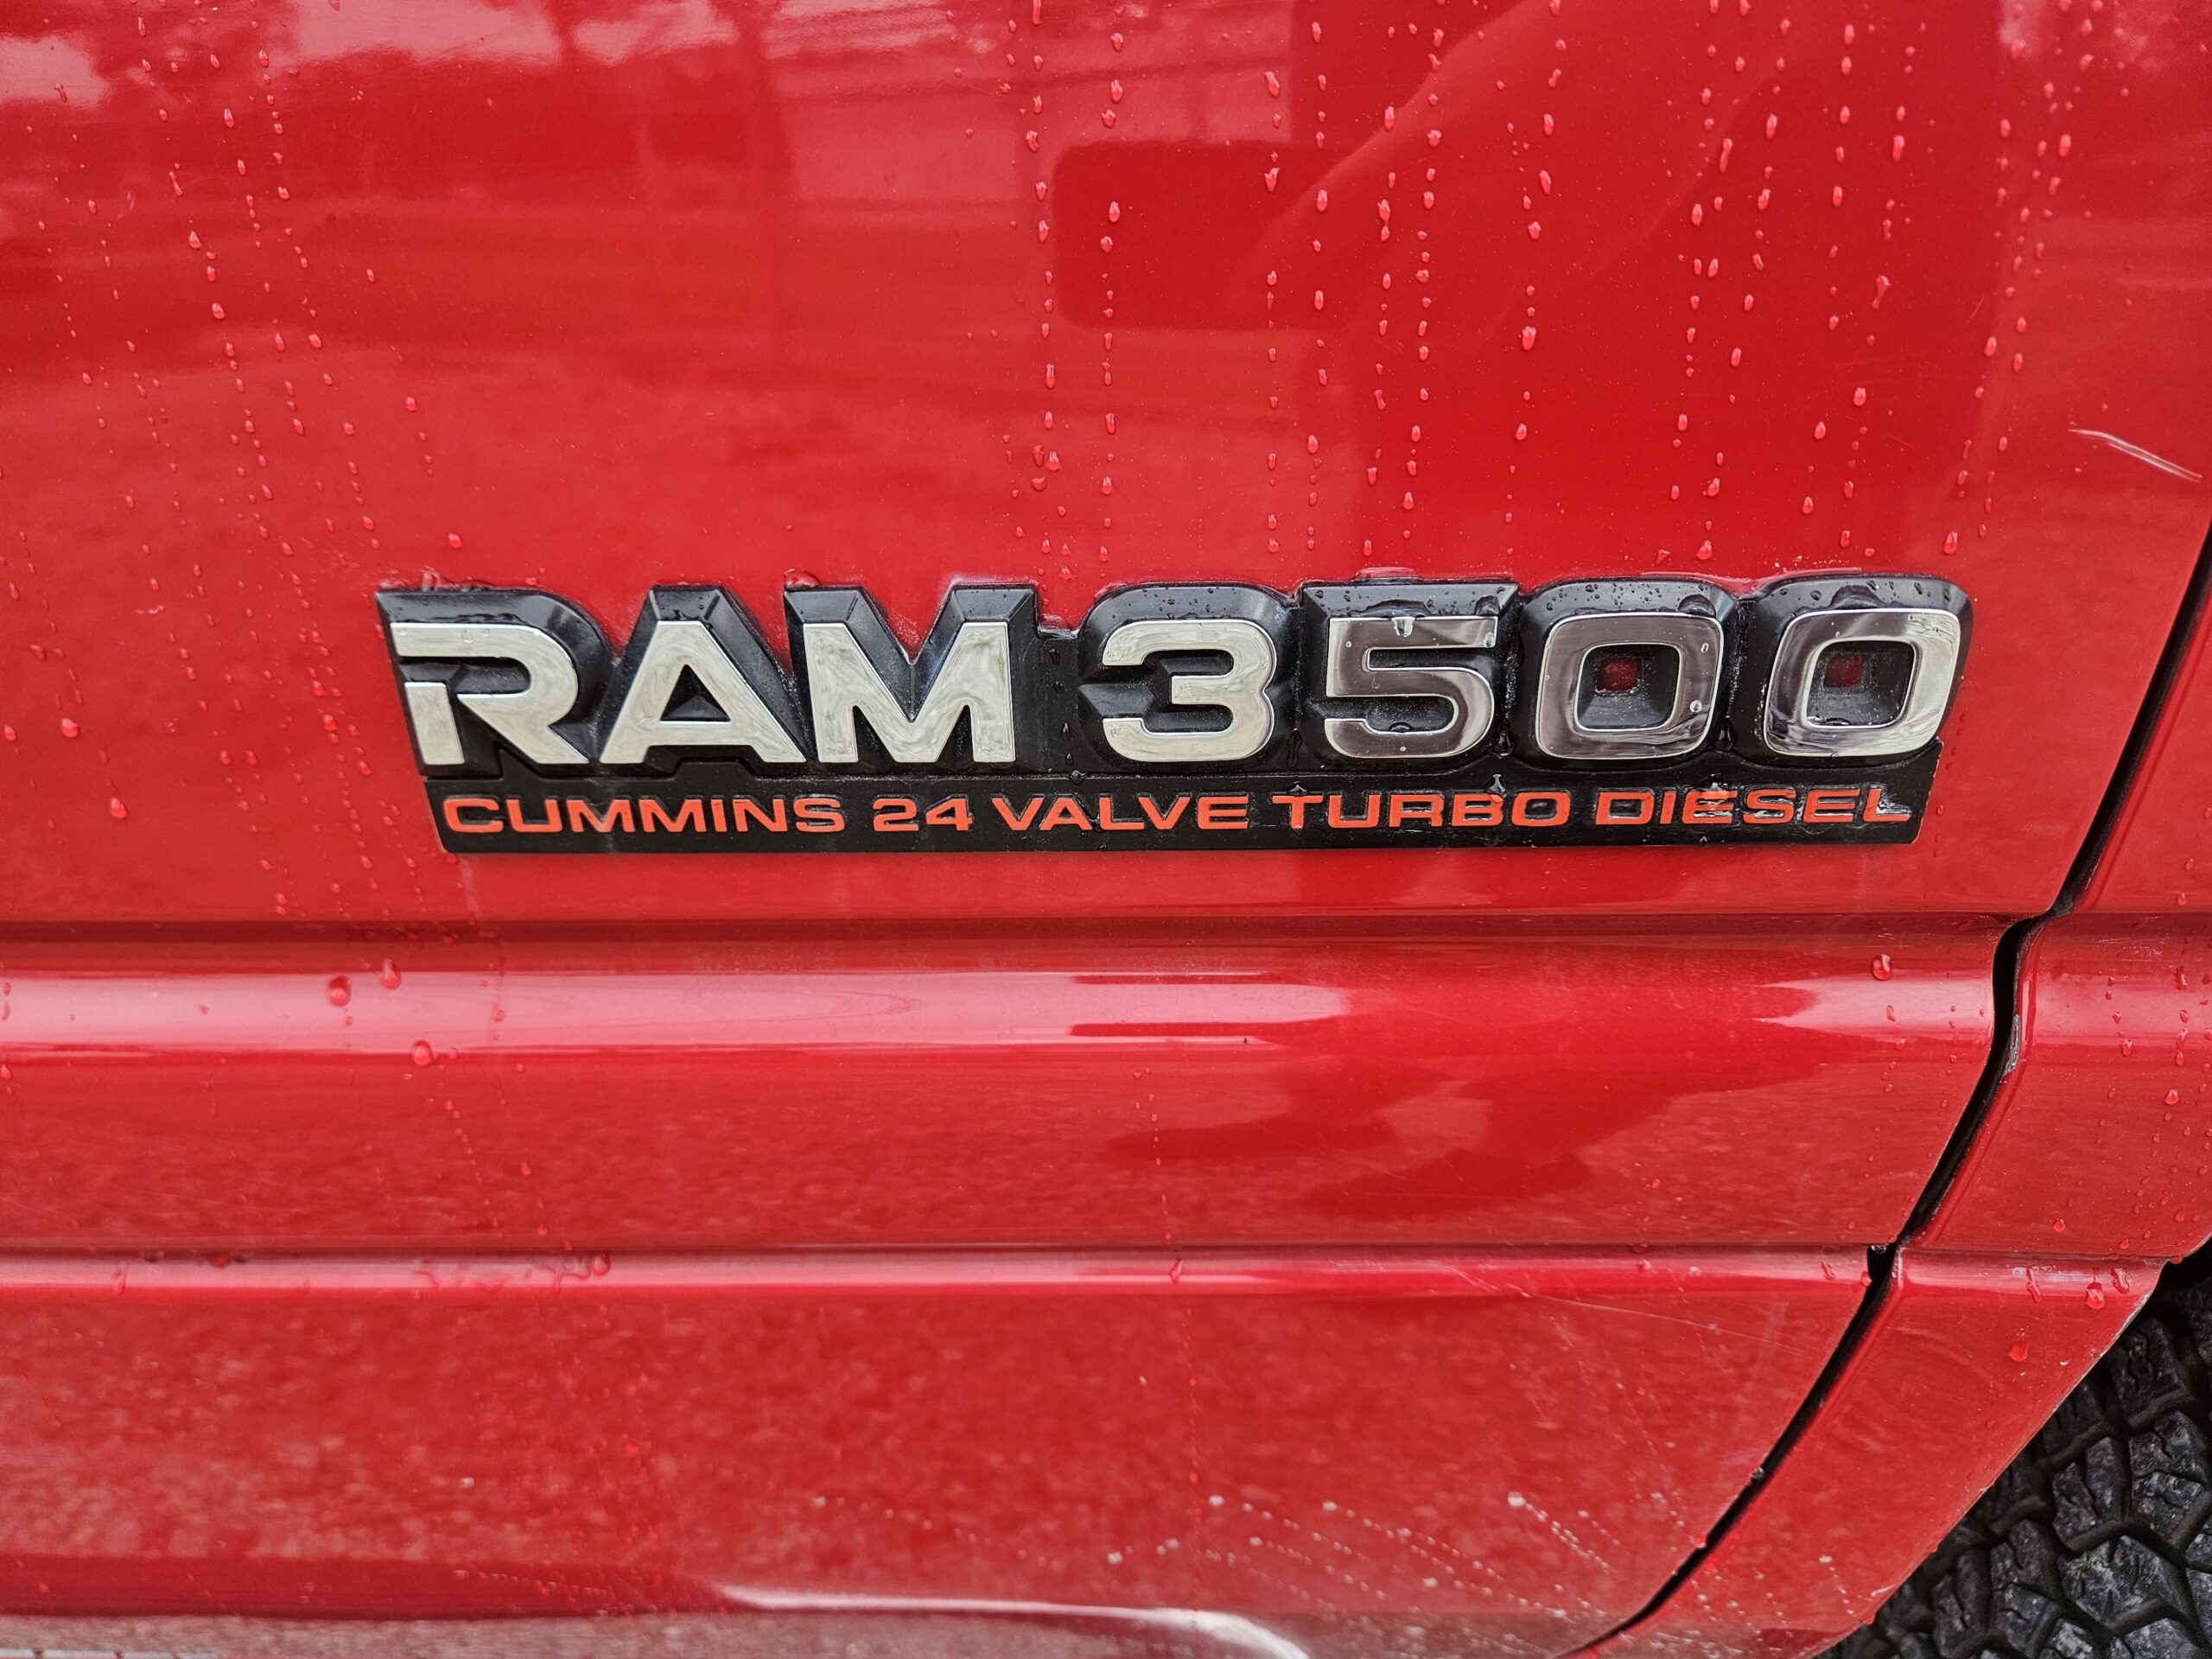 RAM 3500
CUMMINS 24 VALVE TURBO DIESEL